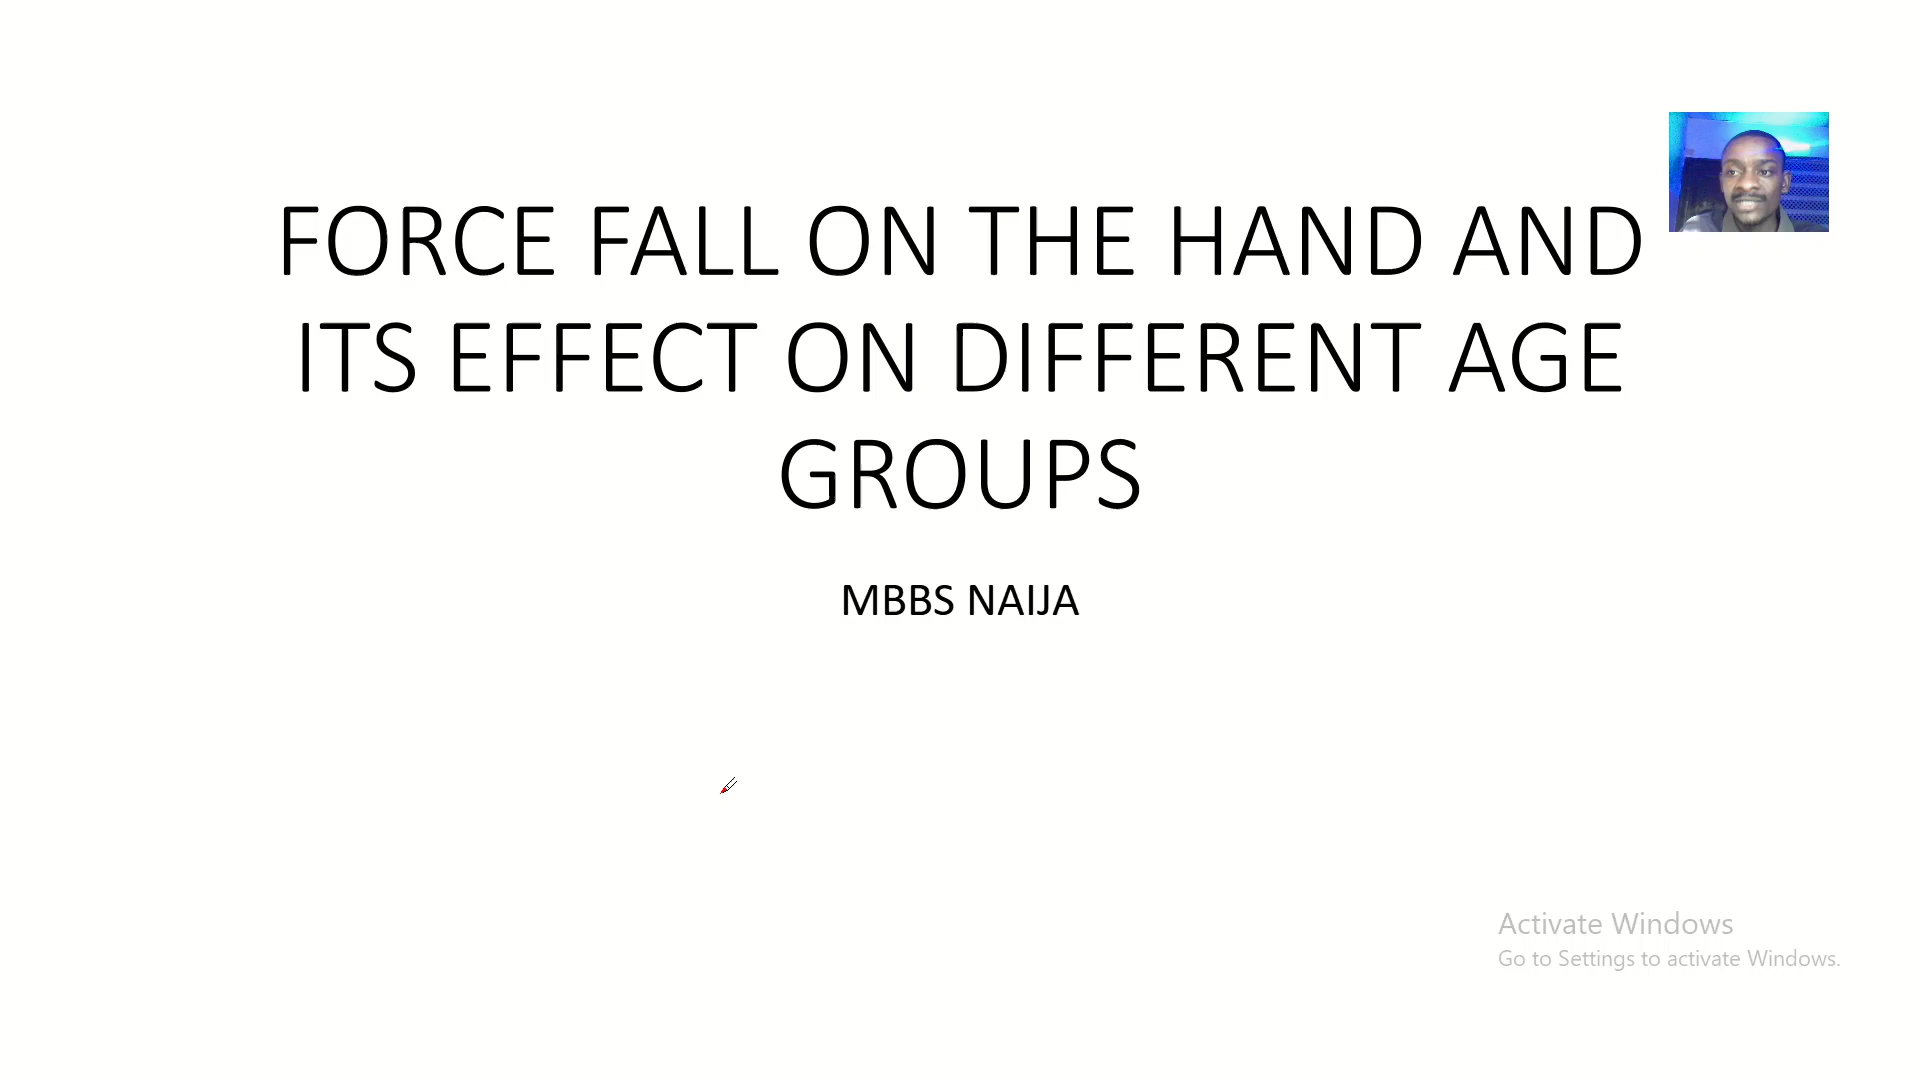 FORCE FALL ON THE HAND AND
ITS EFFECT ON DIFFERENT AGE
GROUPS
MBBS NAIJA
Activate Windows
Go to Settings to activate Windows.